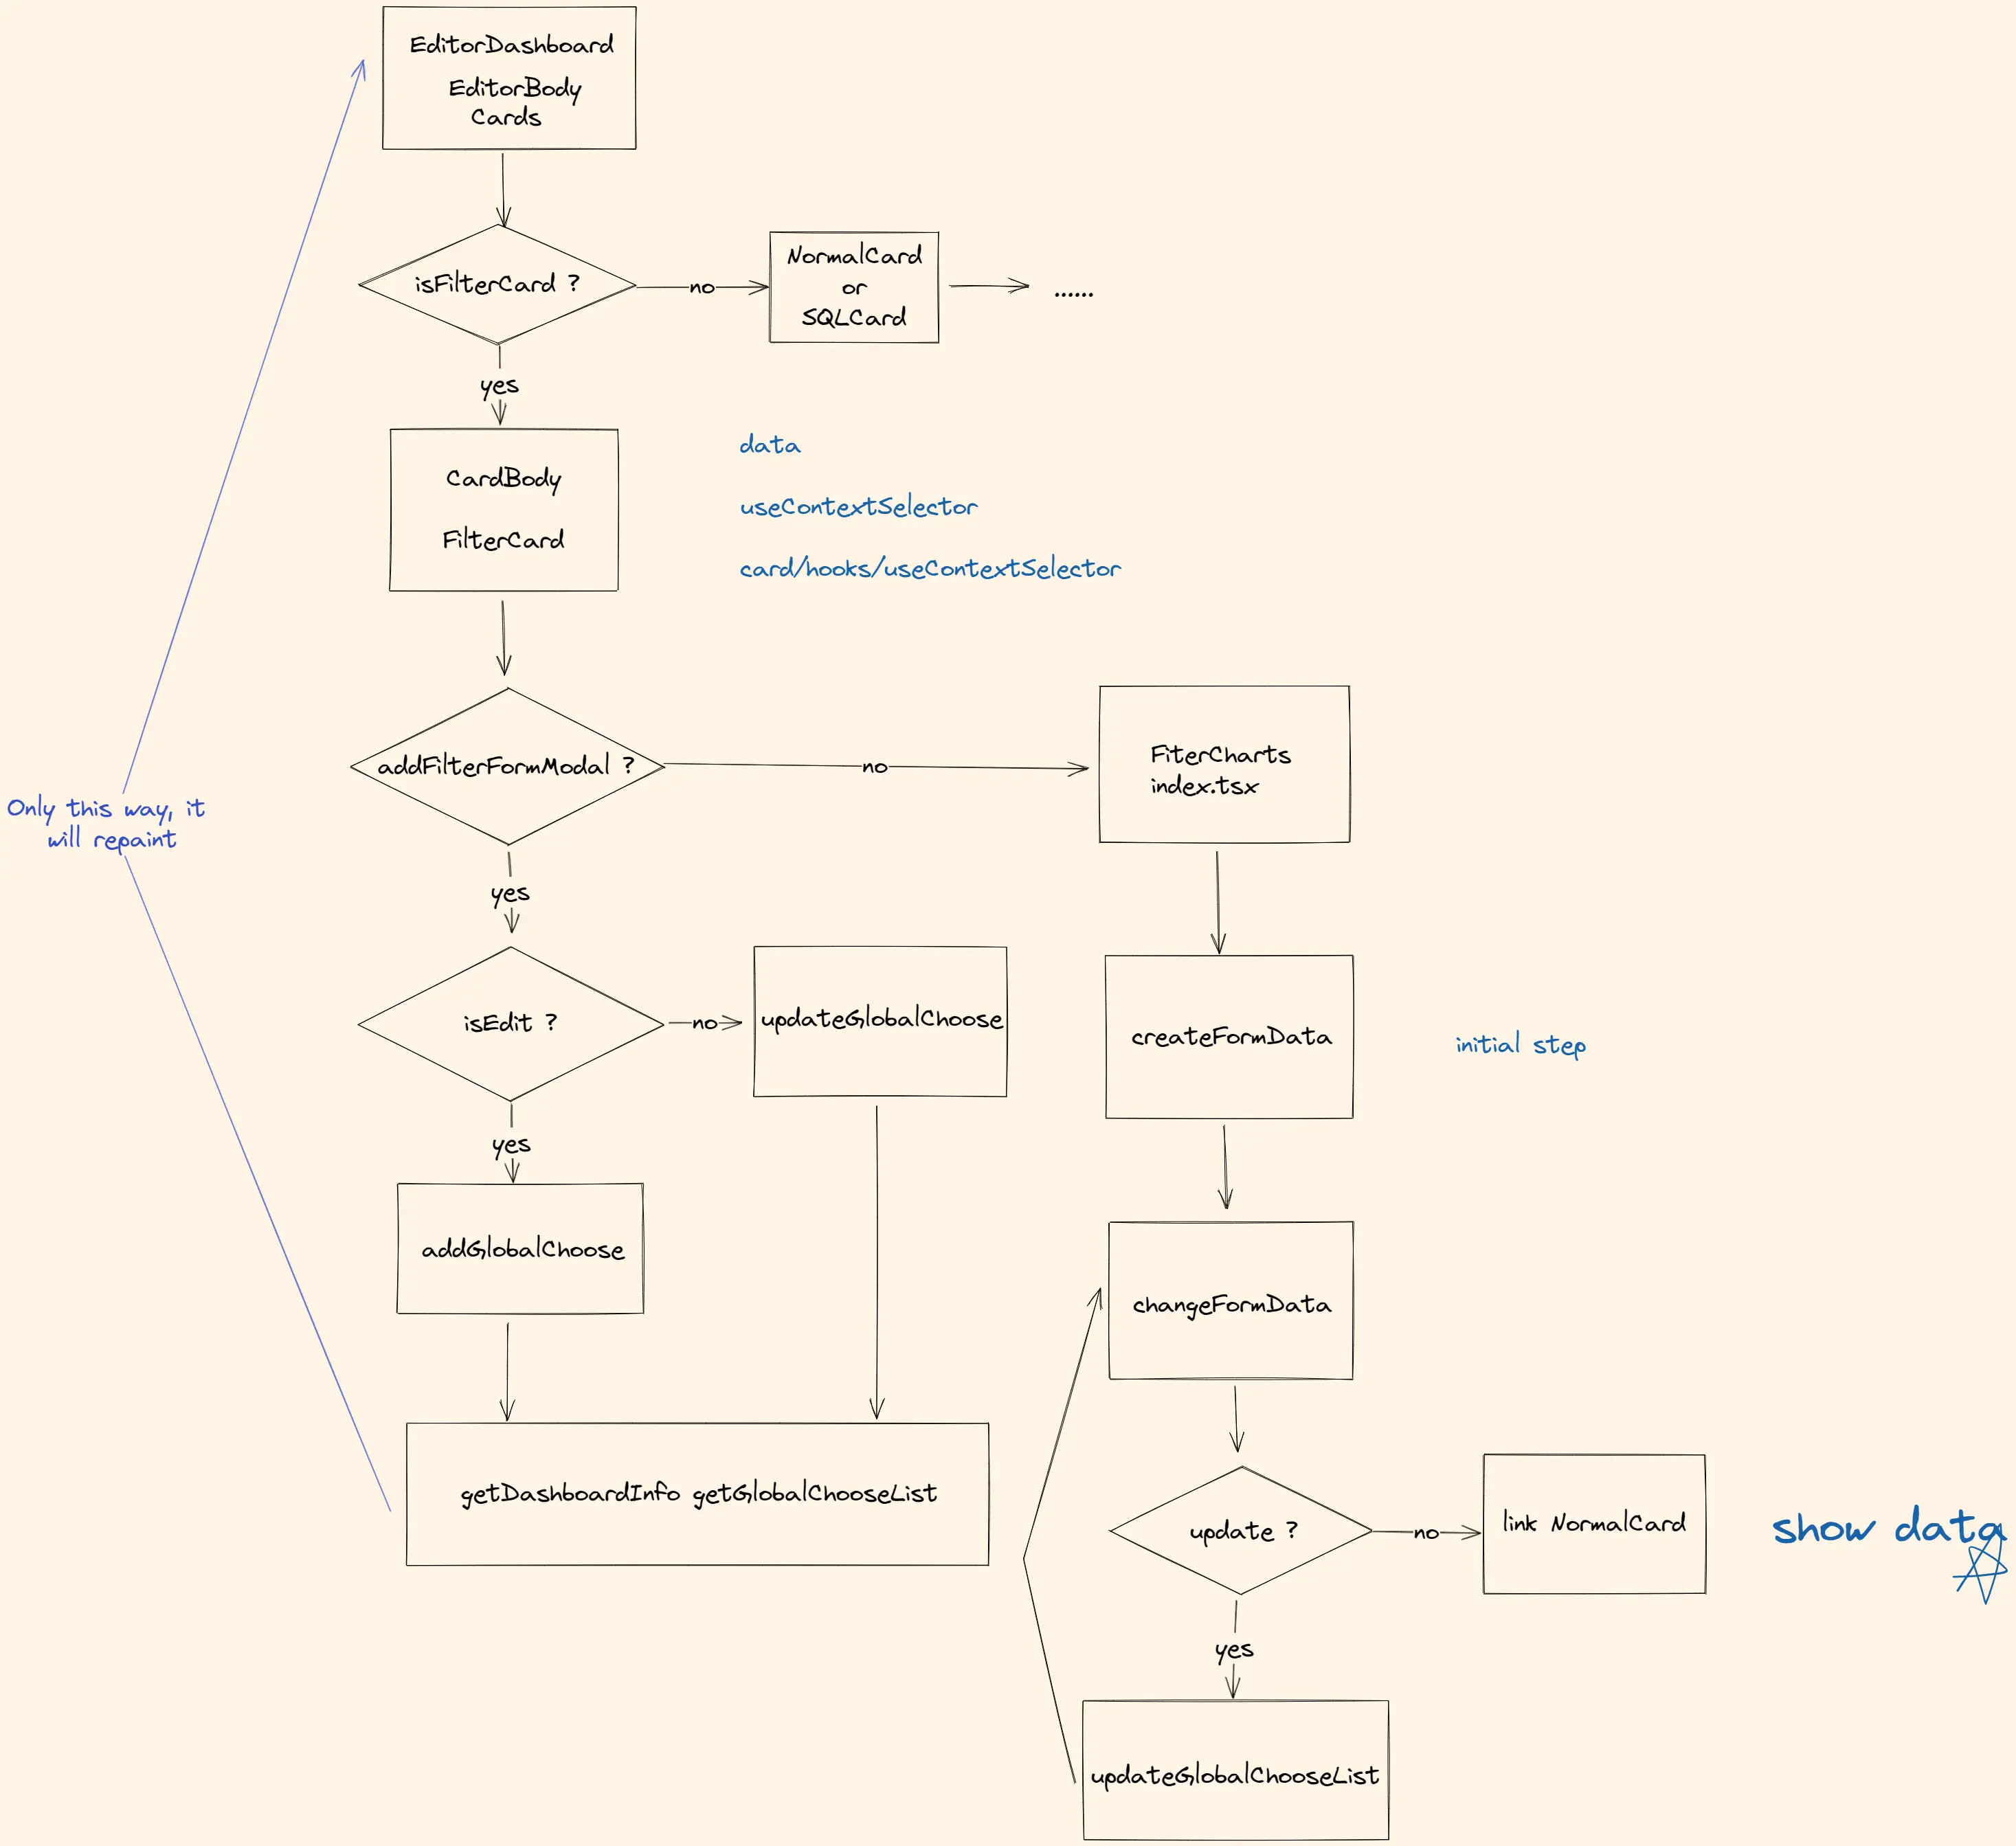 EditorDashboard
EditorBody
Cards
isFilterCard ?
no
NormalCard
or
SQLCard
......
yes
CardBody
FilterCard
data
useContextSelector
card/hooks/useContextSelector
addFilterFormModal ?
no
FiterCharts
index.tsx
Only this way, it
will repaint
yes
isEdit ?
no
updateGlobalChoose
createFormData
initial step
yes
addGlobalChoose
changeFormData
getDashboardInfo getGlobalChooseList
update ?
no
link NormalCard
show data
yes
updateGlobalChooseList